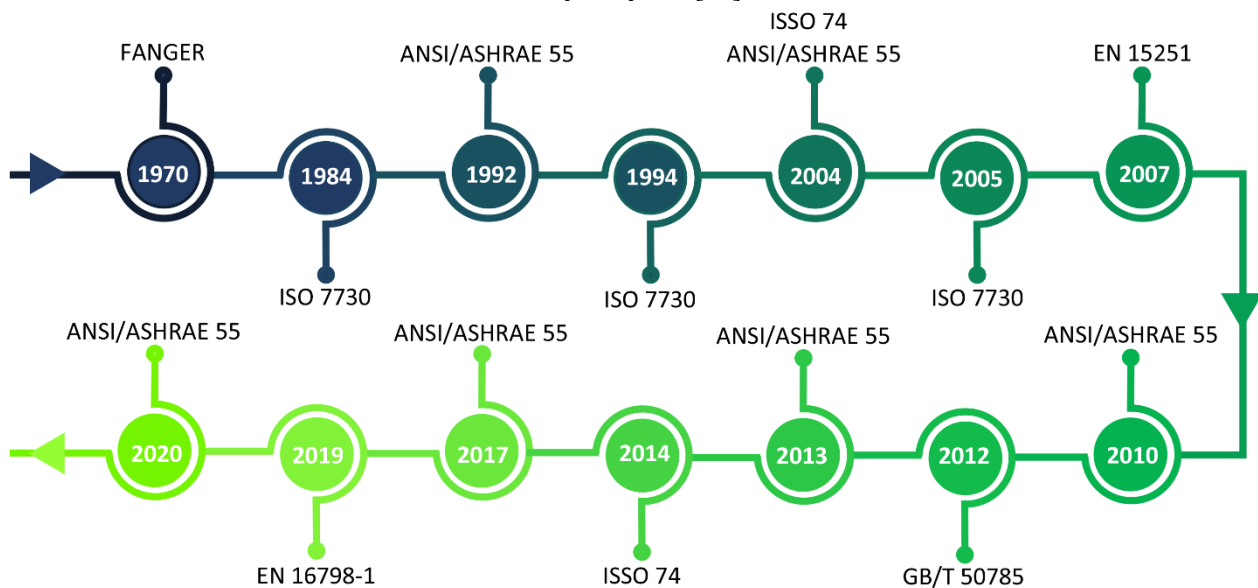 ISSO 74
FANGER
ANSI/ASHRAE 55
ANSI/ASHRAE 55
EN 15251
1970
1984
1992
1994
2004
2005
2007
ISO 7730
ISO 7730
ISO 7730
ANSI/ASHRAE 55
ANSI/ASHRAE 55
ANSI/ASHRAE 55
ANSI/ASHRAE 55
2020
2019
2017
2014
2013
2012
2010
EN 16798-1
ISSO 74
GB/T 50785